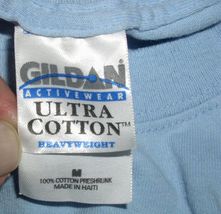 GILDAN
ACTIVEWEAR
ULTRA
COTTON™
HEAVYWEIGHT
M
100% COTTON PRESHRUNK
MADE IN HAITI